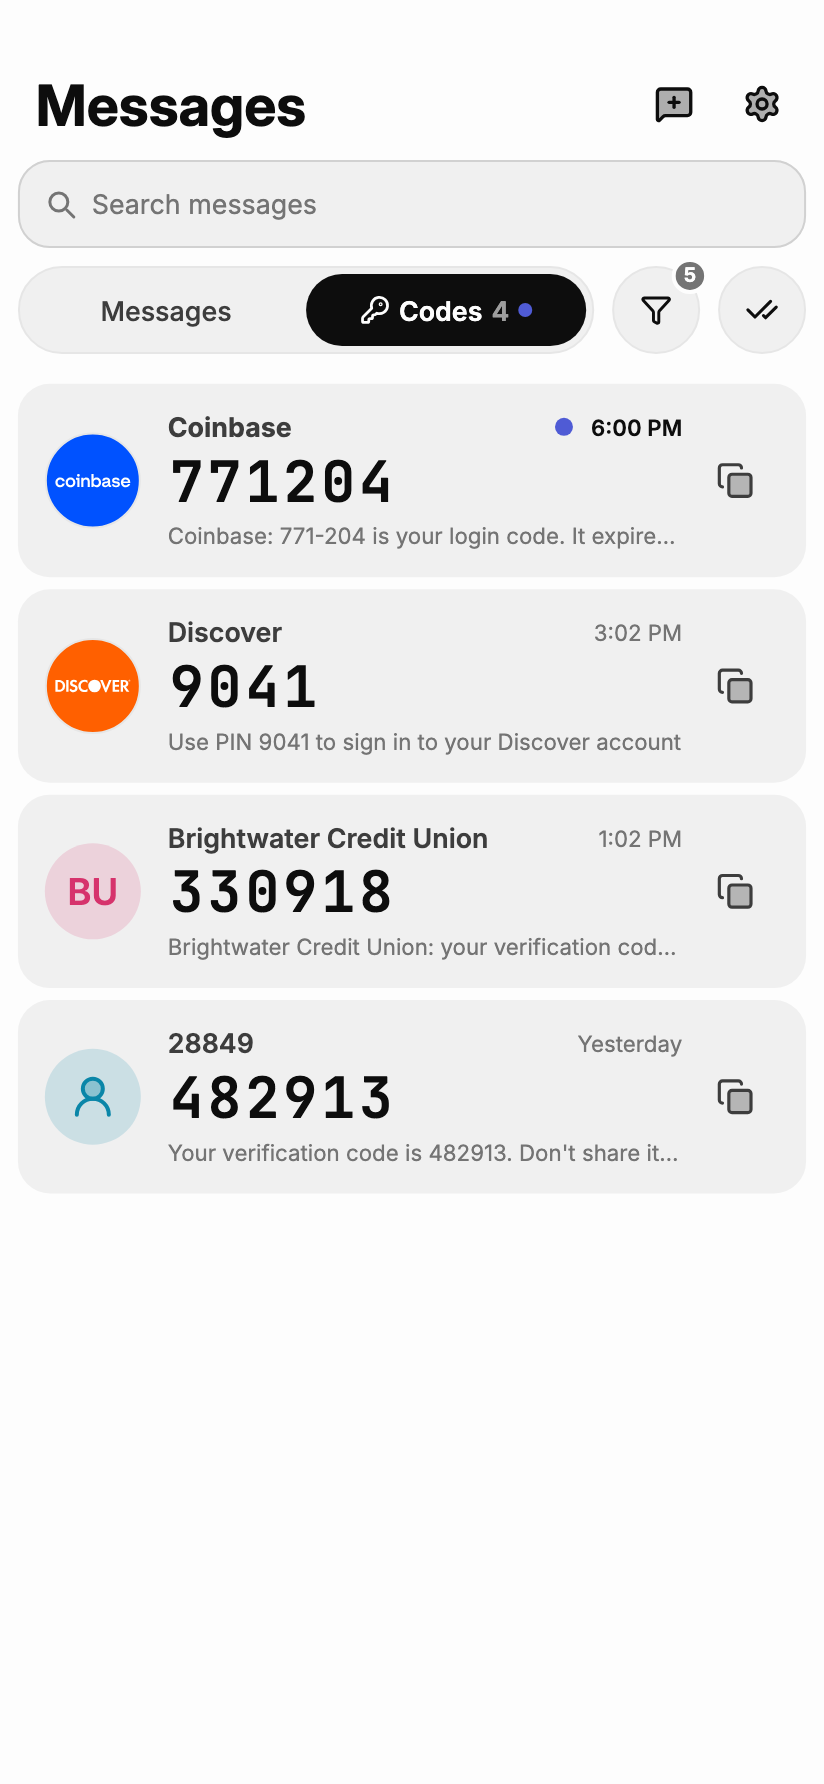 Messages
Search messages
Messages
Codes 4
5
Coinbase
6:00 PM
coinbase
771204
Coinbase: 771-204 is your login code. It expire...
Discover
3:02 PM
DISCOVER
9041
Use PIN 9041 to sign in to your Discover account
Brightwater Credit Union
1:02 PM
BU
330918
Brightwater Credit Union: your verification cod...
28849
Yesterday
482913
Your verification code is 482913. Don't share it...